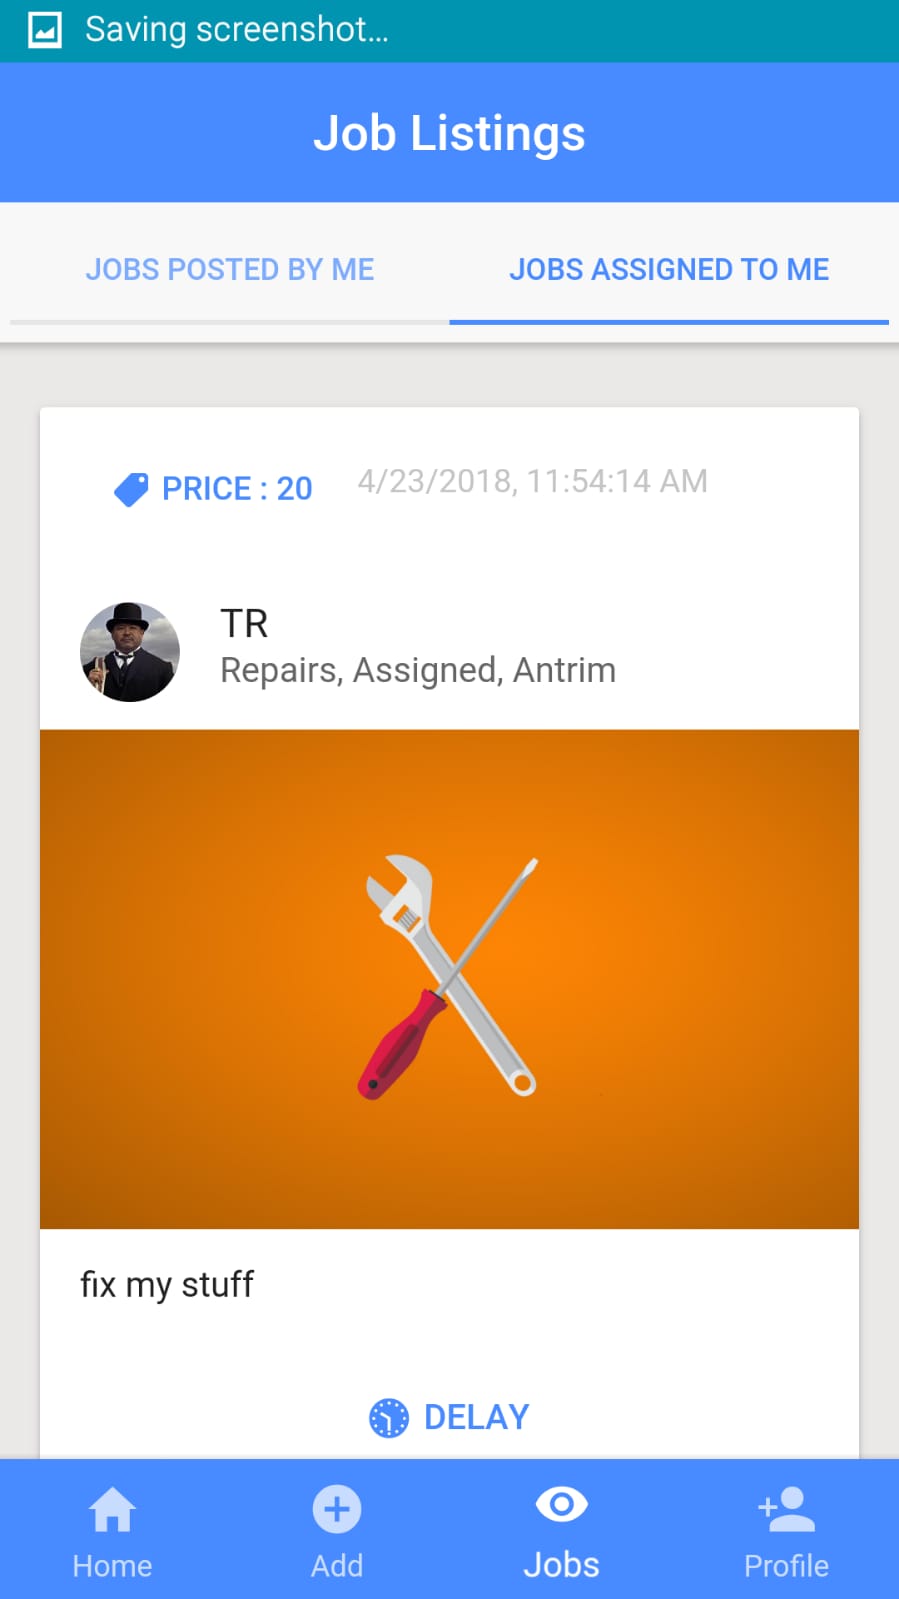 Saving screenshot...
Job Listings
JOBS POSTED BY ME
JOBS ASSIGNED TO ME
PRICE : 20
4/23/2018, 11:54:14 AM
TR
Repairs, Assigned, Antrim
fix my stuff
DELAY
Home
Add
Jobs
Profile